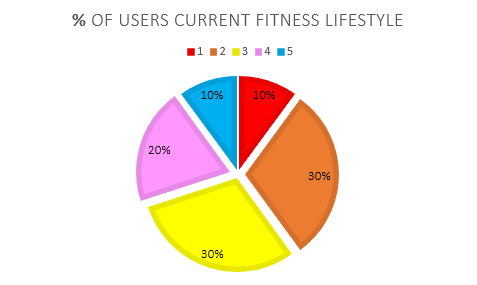 % OF USERS CURRENT FITNESS LIFESTYLE
1 2 3 4 5
10% 10%
20%
30%
30%